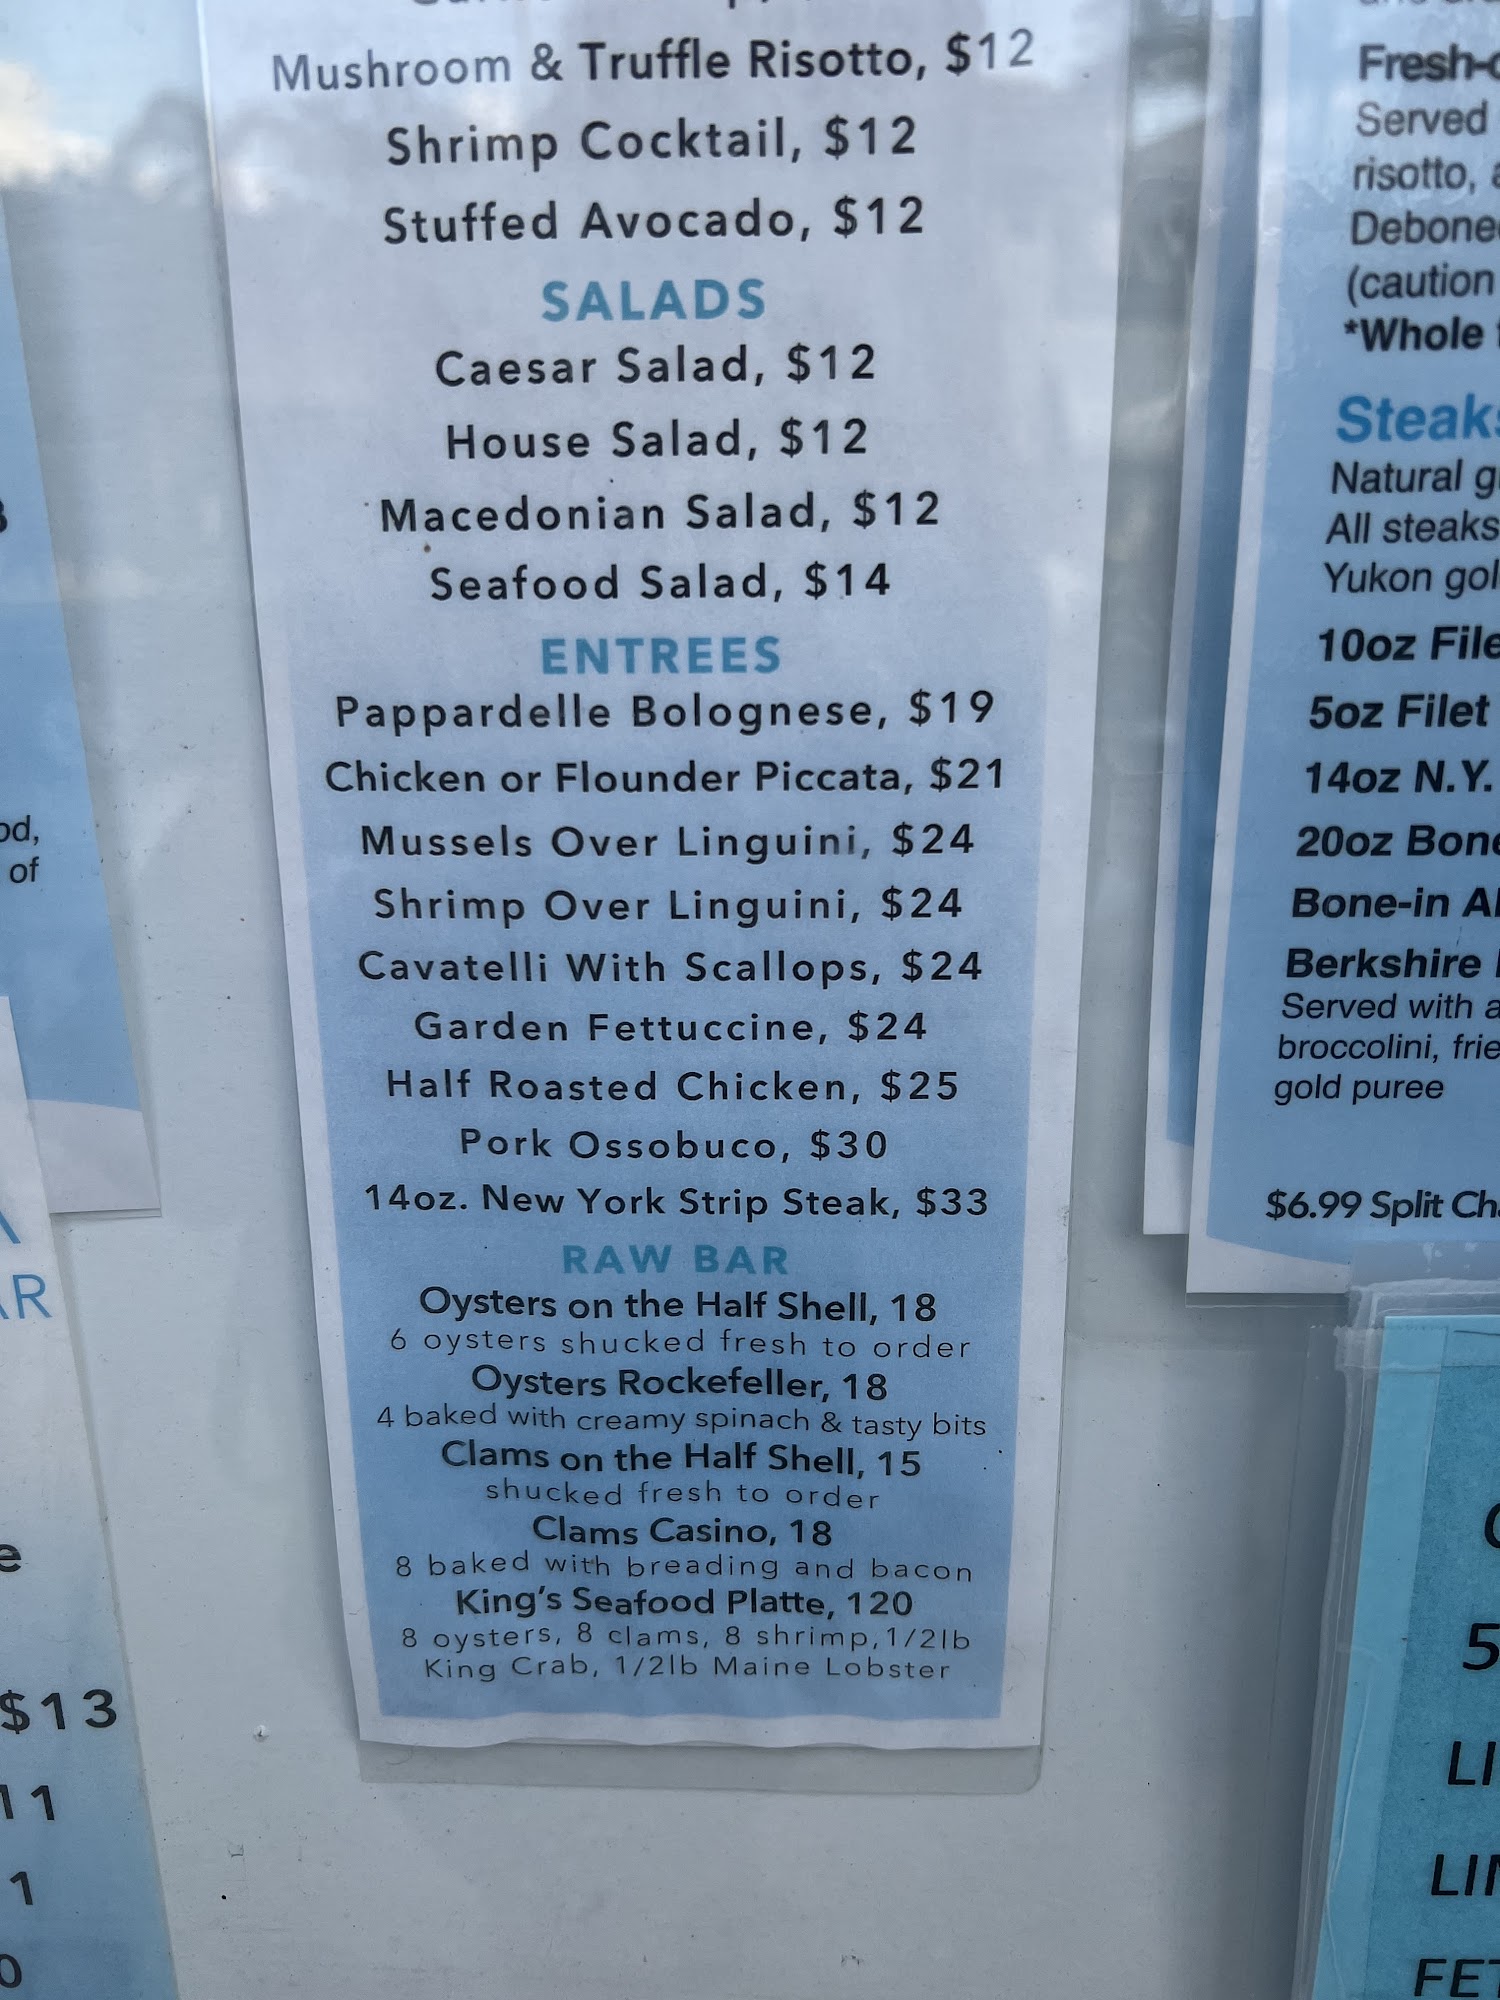 Mushroom & Truffle Risotto, $12
Shrimp Cocktail, $12
Stuffed Avocado, $12
SALADS
Caesar Salad, $12
House Salad, $12
Macedonian Salad, $12
Seafood Salad, $14
ENTREES
Pappardelle Bolognese, $19
Chicken or Flounder Piccata, $21
Mussels Over Linguini, $24
Shrimp Over Linguini, $24
Cavatelli With Scallops, $24
Garden Fettuccine, $24
Half Roasted Chicken, $25
Pork Ossobuco, $30
14oz. New York Strip Steak, $33
RAW BAR
Oysters on the Half Shell, 18
6 oysters shucked fresh to order
Oysters Rockefeller, 18
4 baked with creamy spinach & tasty bits
Clams on the Half Shell, 15
shucked fresh to order
Clams Casino, 18
8 baked with breading and bacon
King's Seafood Platte, 120
8 oysters, 8 clams, 8 shrimp,1/2lb
King Crab, 1/2lb Maine Lobster
of
$13
11
Served
risotto,
(caution
*Whole
Natural
All steaks
Yukon
10oz
5oz Filet
14oz N.Y.
20oz
Bone-in
Berkshire
Served with
broccolini,
gold puree
$6.99 Split